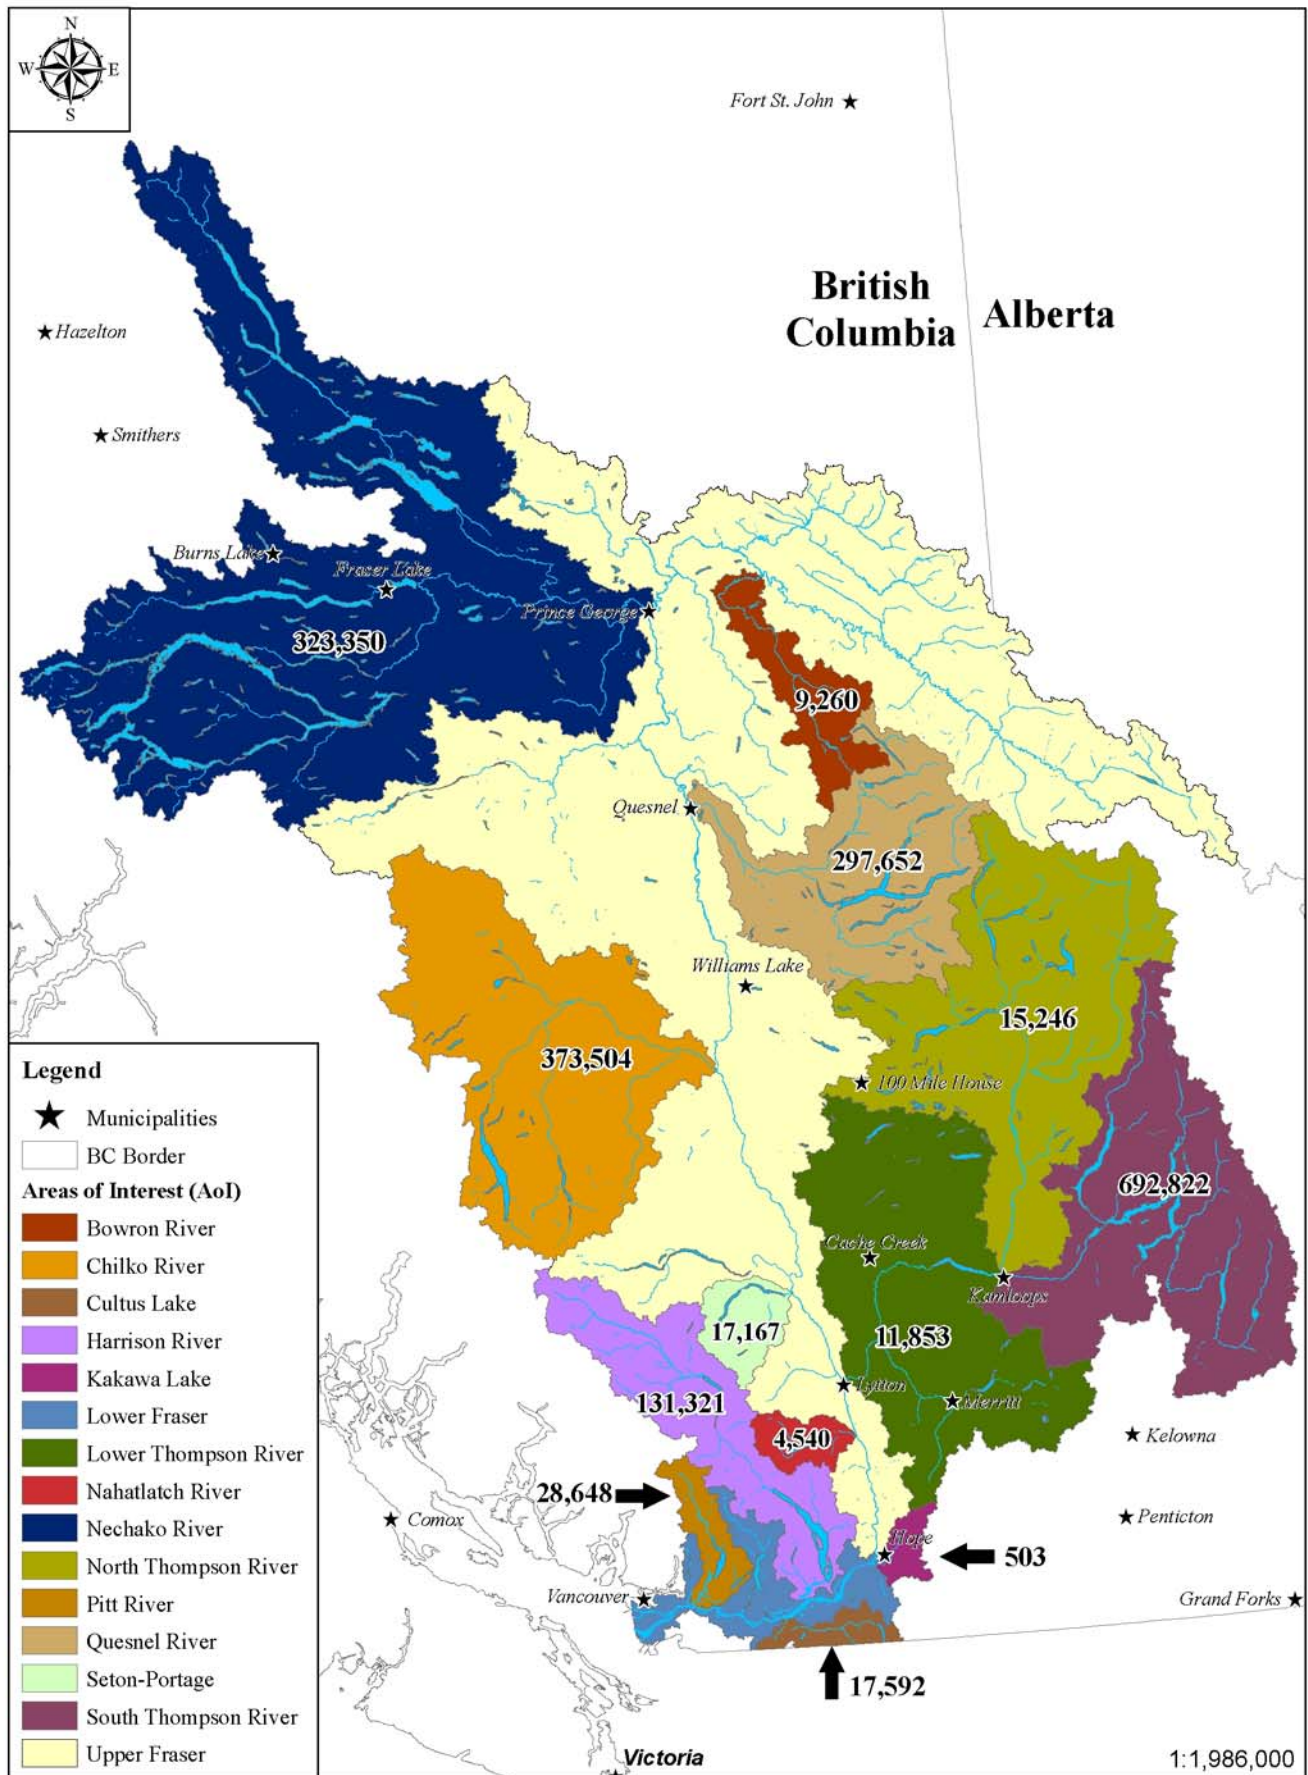 N
W E
S
Fort St. John
British
Columbia
Alberta
Hazelton
Smithers
Burns Lake
Fraser Lake
Prince George
323,350
9,260
Quesnel
297,652
Williams Lake
15,246
373,504
100 Mile House
692,822
Cache Creek
Kamloops
17,167
11,853
Lytton
131,321
Merritt
4,540
Kelowna
28,648
Comox
Penticton
Hope
503
Vancouver
Grand Forks
17,592
Victoria
1:1,986,000
Legend
Municipalities
BC Border
Areas of Interest (AoI)
Bowron River
Chilko River
Cultus Lake
Harrison River
Kakawa Lake
Lower Fraser
Lower Thompson River
Nahatlatch River
Nechako River
North Thompson River
Pitt River
Quesnel River
Seton-Portage
South Thompson River
Upper Fraser